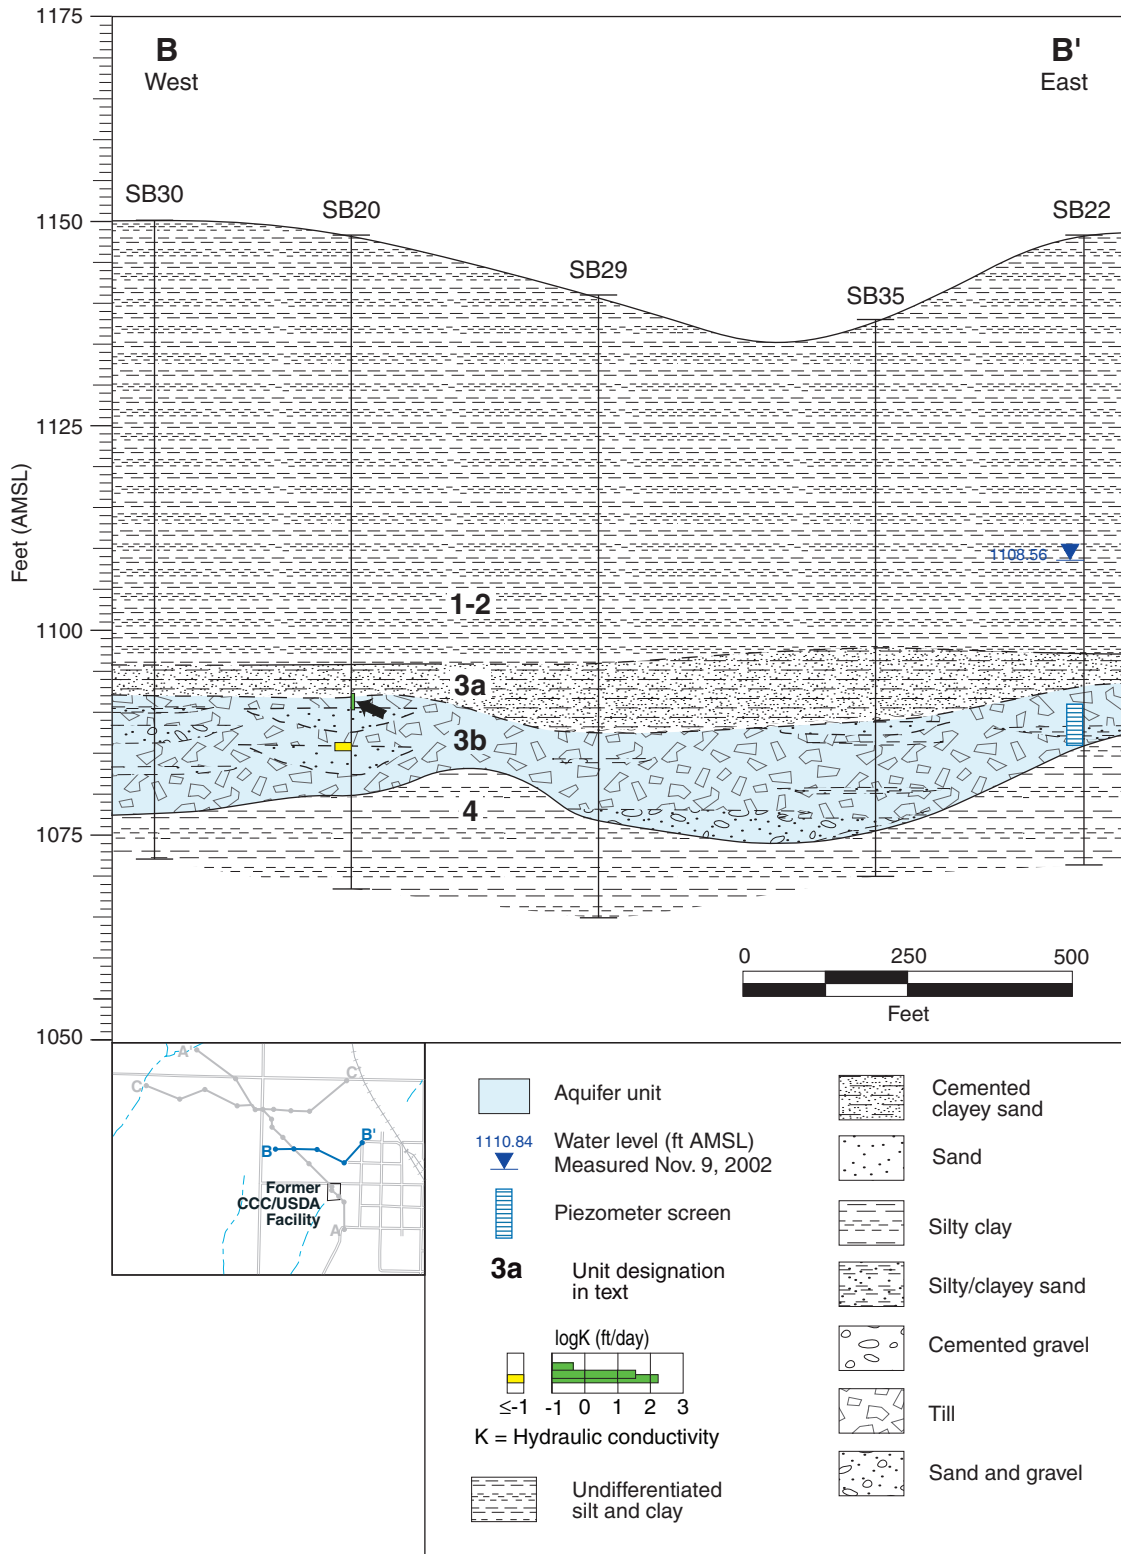 1175
B
West
B'
East
SB30
SB20
SB22
1150
SB29
SB35
1125
Feet (AMSL)
1108.56
1-2
1100
3a
3b
4
1075
0 250 500
Feet
1050
A'
C
C'
B
B'
Former
CCC/USDA
Facility
A
Aquifer unit
1110.84
Water level (ft AMSL)
Measured Nov. 9, 2002
Piezometer screen
3a
Unit designation
in text
logK (ft/day)
≤-1 -1 0 1 2 3
K = Hydraulic conductivity
Undifferentiated
silt and clay
Cemented
clayey sand
Sand
Silty clay
Silty/clayey sand
Cemented gravel
Till
Sand and gravel